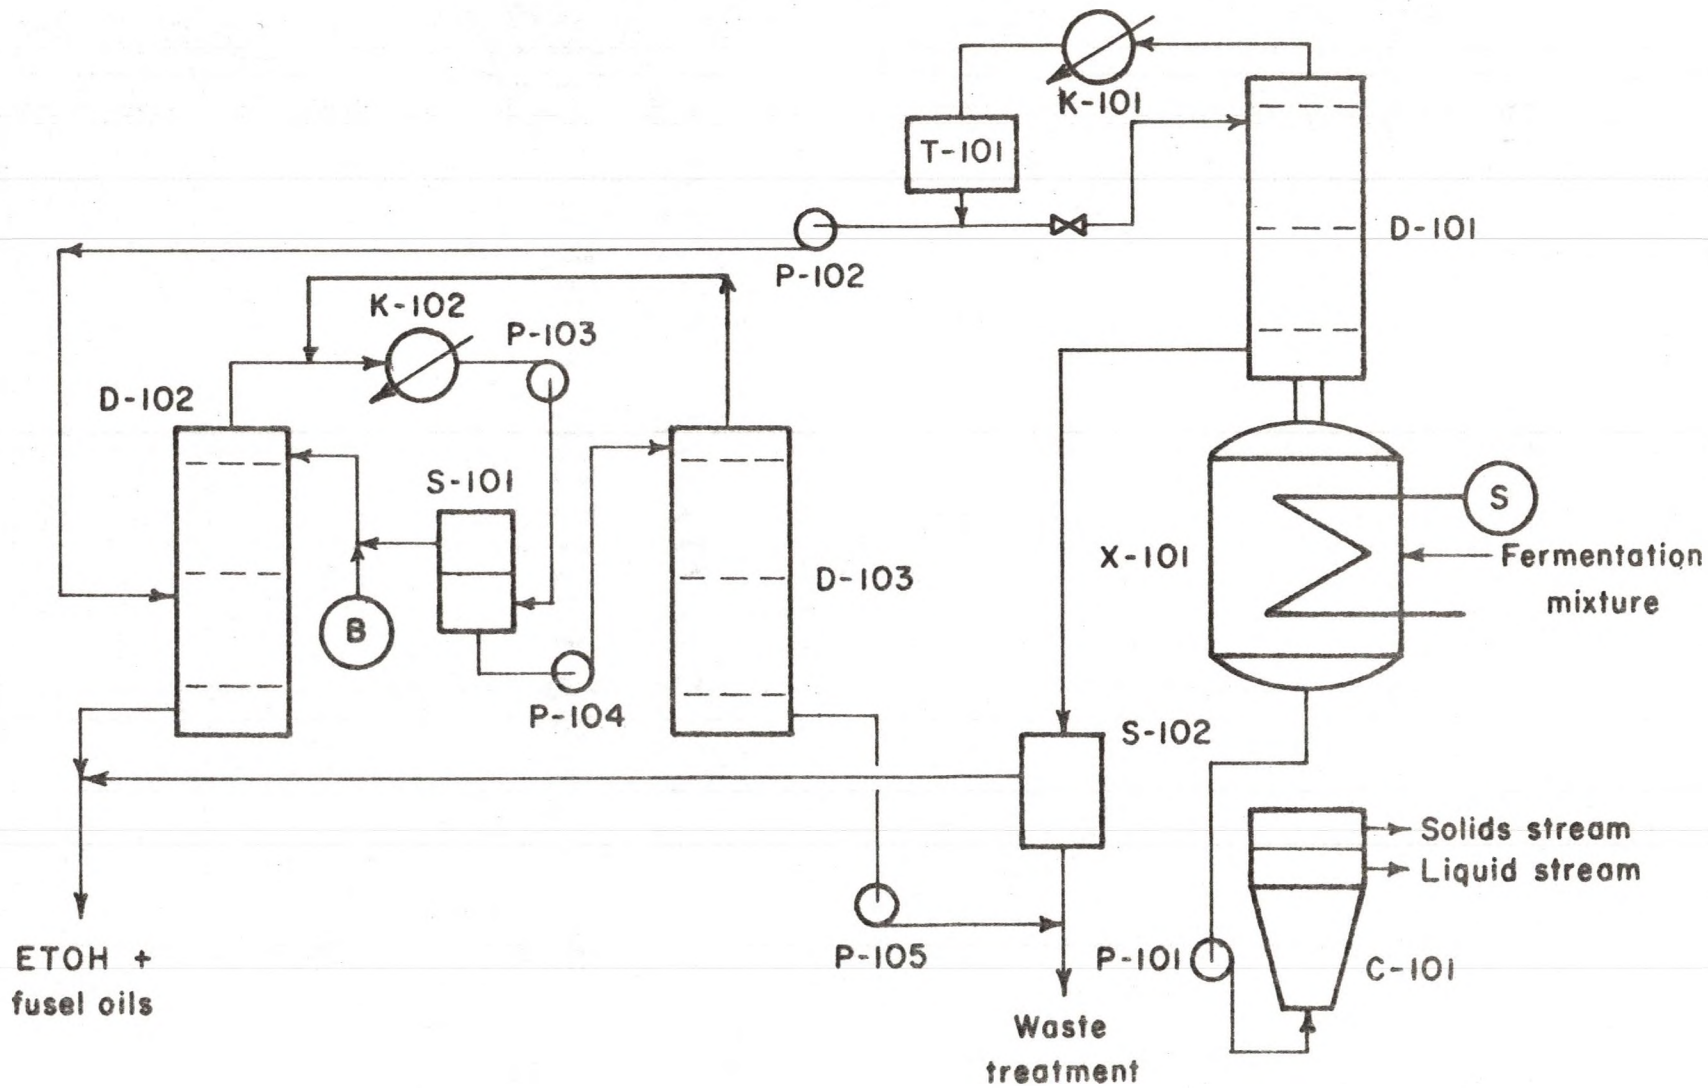 K-101
T-101
D-101
P-102
K-102
P-103
D-102
S-101
S
X-101
Fermentation
mixture
D-103
B
P-104
S-102
Solids stream
Liquid stream
ETOH +
fusel oils
P-105
P-101
C-101
Waste
treatment